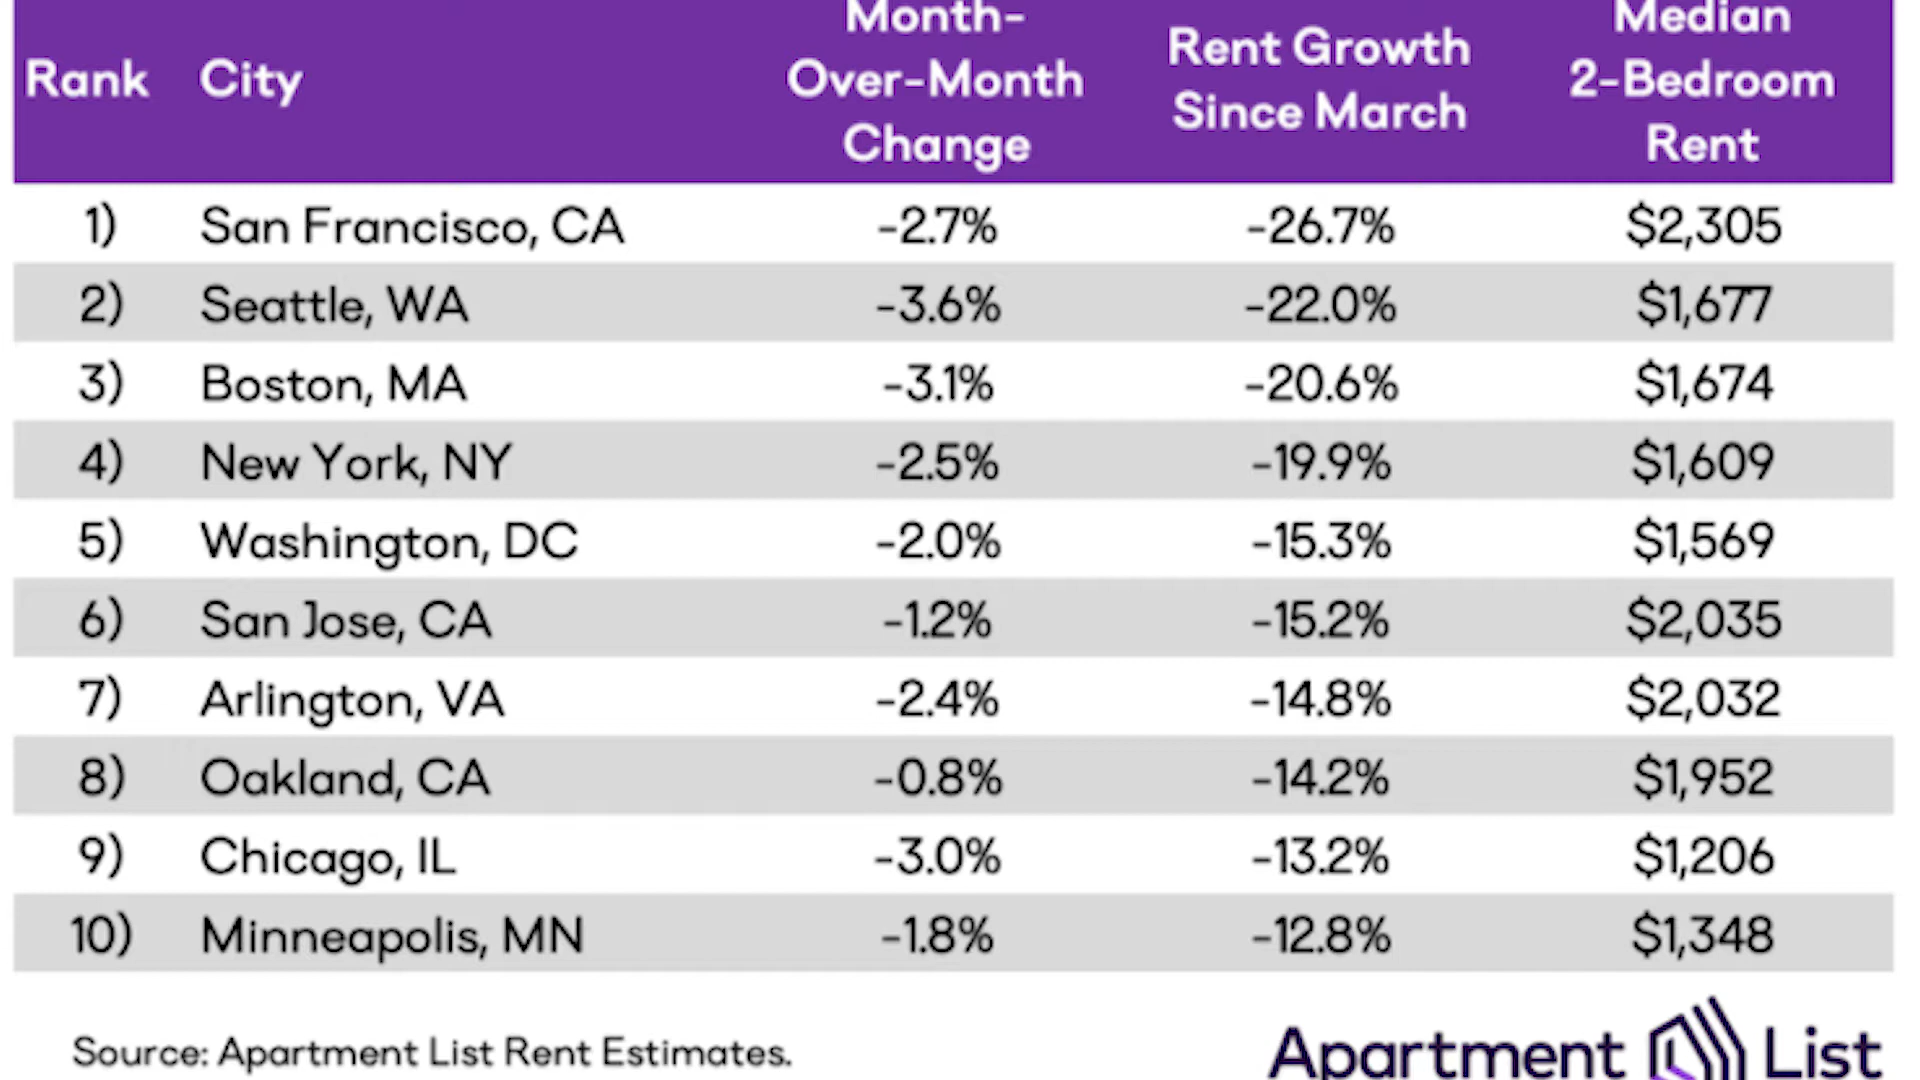 Rank City Month-Over-Month Change Rent Growth Since March Median 2-Bedroom Rent
1) San Francisco, CA -2.7% -26.7% $2,305
2) Seattle, WA -3.6% -22.0% $1,677
3) Boston, MA -3.1% -20.6% $1,674
4) New York, NY -2.5% -19.9% $1,609
5) Washington, DC -2.0% -15.3% $1,569
6) San Jose, CA -1.2% -15.2% $2,035
7) Arlington, VA -2.4% -14.8% $2,032
8) Oakland, CA -0.8% -14.2% $1,952
9) Chicago, IL -3.0% -13.2% $1,206
10) Minneapolis, MN -1.8% -12.8% $1,348
Source: Apartment List Rent Estimates.
Apartment List